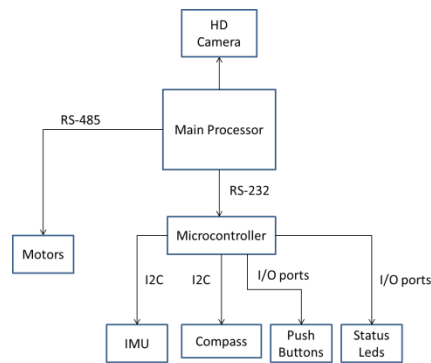 HD
Camera
RS-485
Main Processor
RS-232
Motors
Microcontroller
I2C
I2C
I/O ports
I/O ports
IMU
Compass
Push
Buttons
Status
Leds